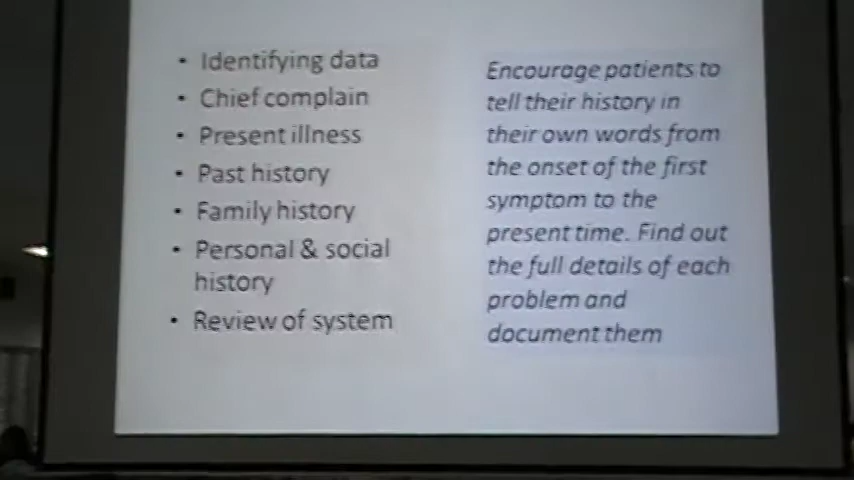 • Identifying data
• Chief complain
• Present illness
• Past history
• Family history
• Personal & social
history
• Review of system
Encourage patients to
tell their history in
their own words from
the onset of the first
symptom to the
present time. Find out
the full details of each
problem and
document them